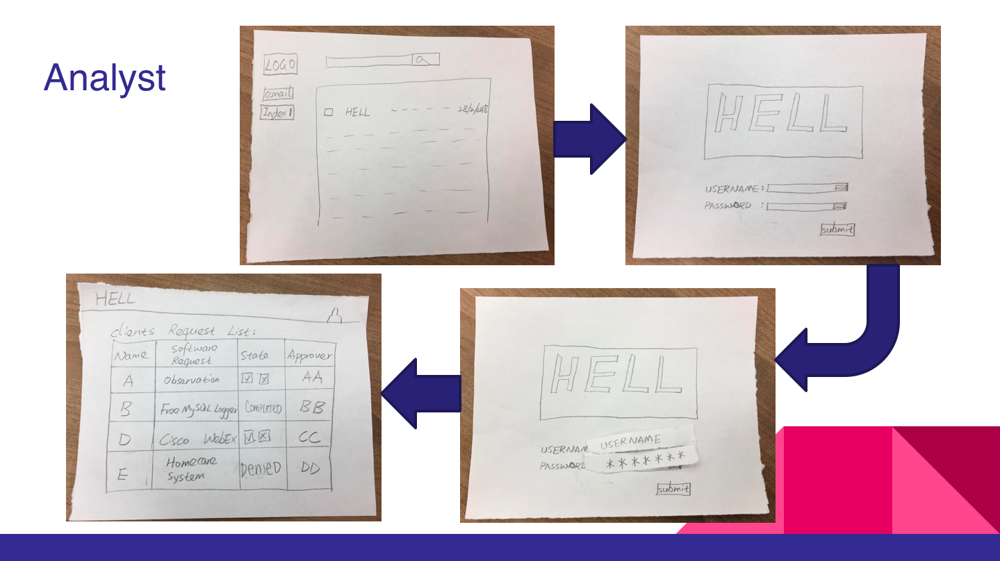 Analyst
LOGO
email
Index 1
HELL 28/2/2018
HELL
USERNAME:
PASSWORD :
submit
HELL
USERNAM USERNAME
PASSWORD *******
submit
HELL
clients Request List:
Name Software Request State Approver
A Observation ☑ ☒ AA
B Free MySQL Logger COMPLETED BB
D Cisco WebEx ☑ ☒ CC
E Homecare System DENIED DD